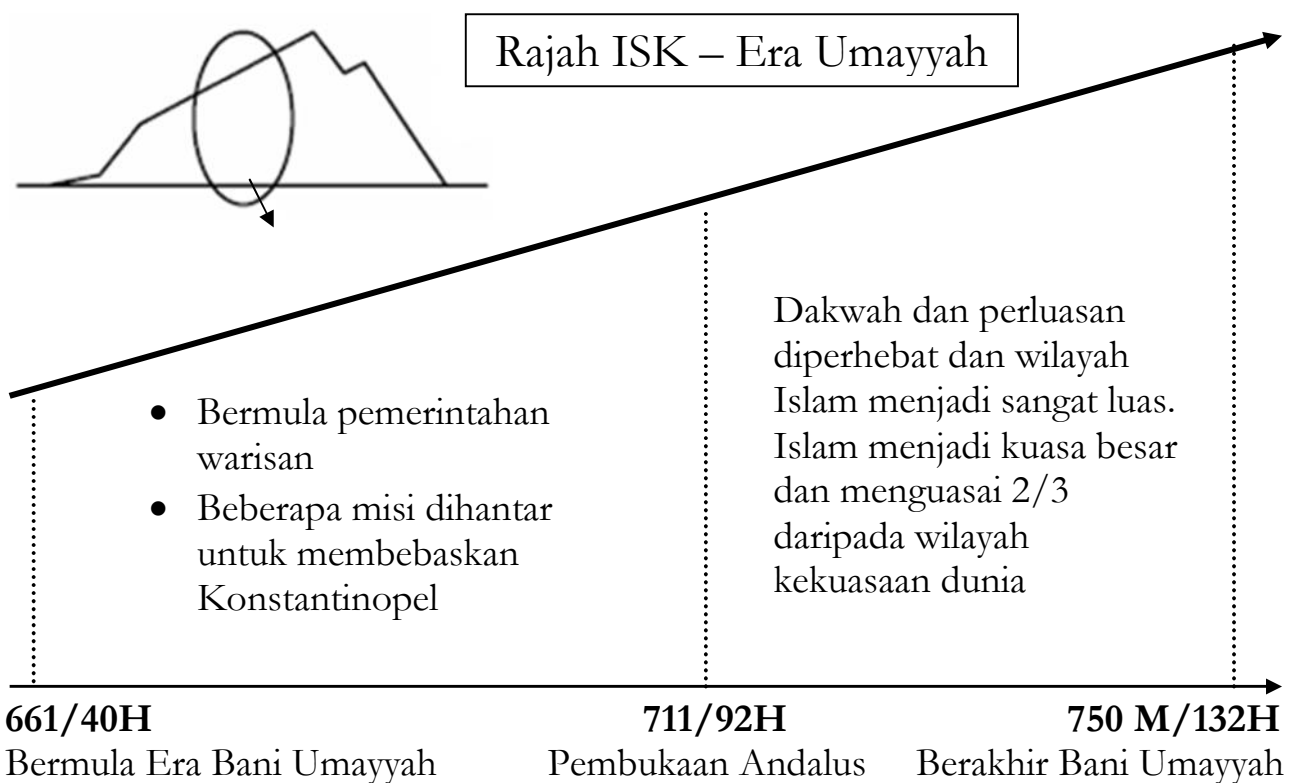 Rajah ISK – Era Umayyah
• Bermula pemerintahan
warisan
• Beberapa misi dihantar
untuk membebaskan
Konstantinopel
Dakwah dan perluasan
diperhebat dan wilayah
Islam menjadi sangat luas.
Islam menjadi kuasa besar
dan menguasai 2/3
daripada wilayah
kekuasaan dunia
661/40H
Bermula Era Bani Umayyah
711/92H
Pembukaan Andalus
750 M/132H
Berakhir Bani Umayyah